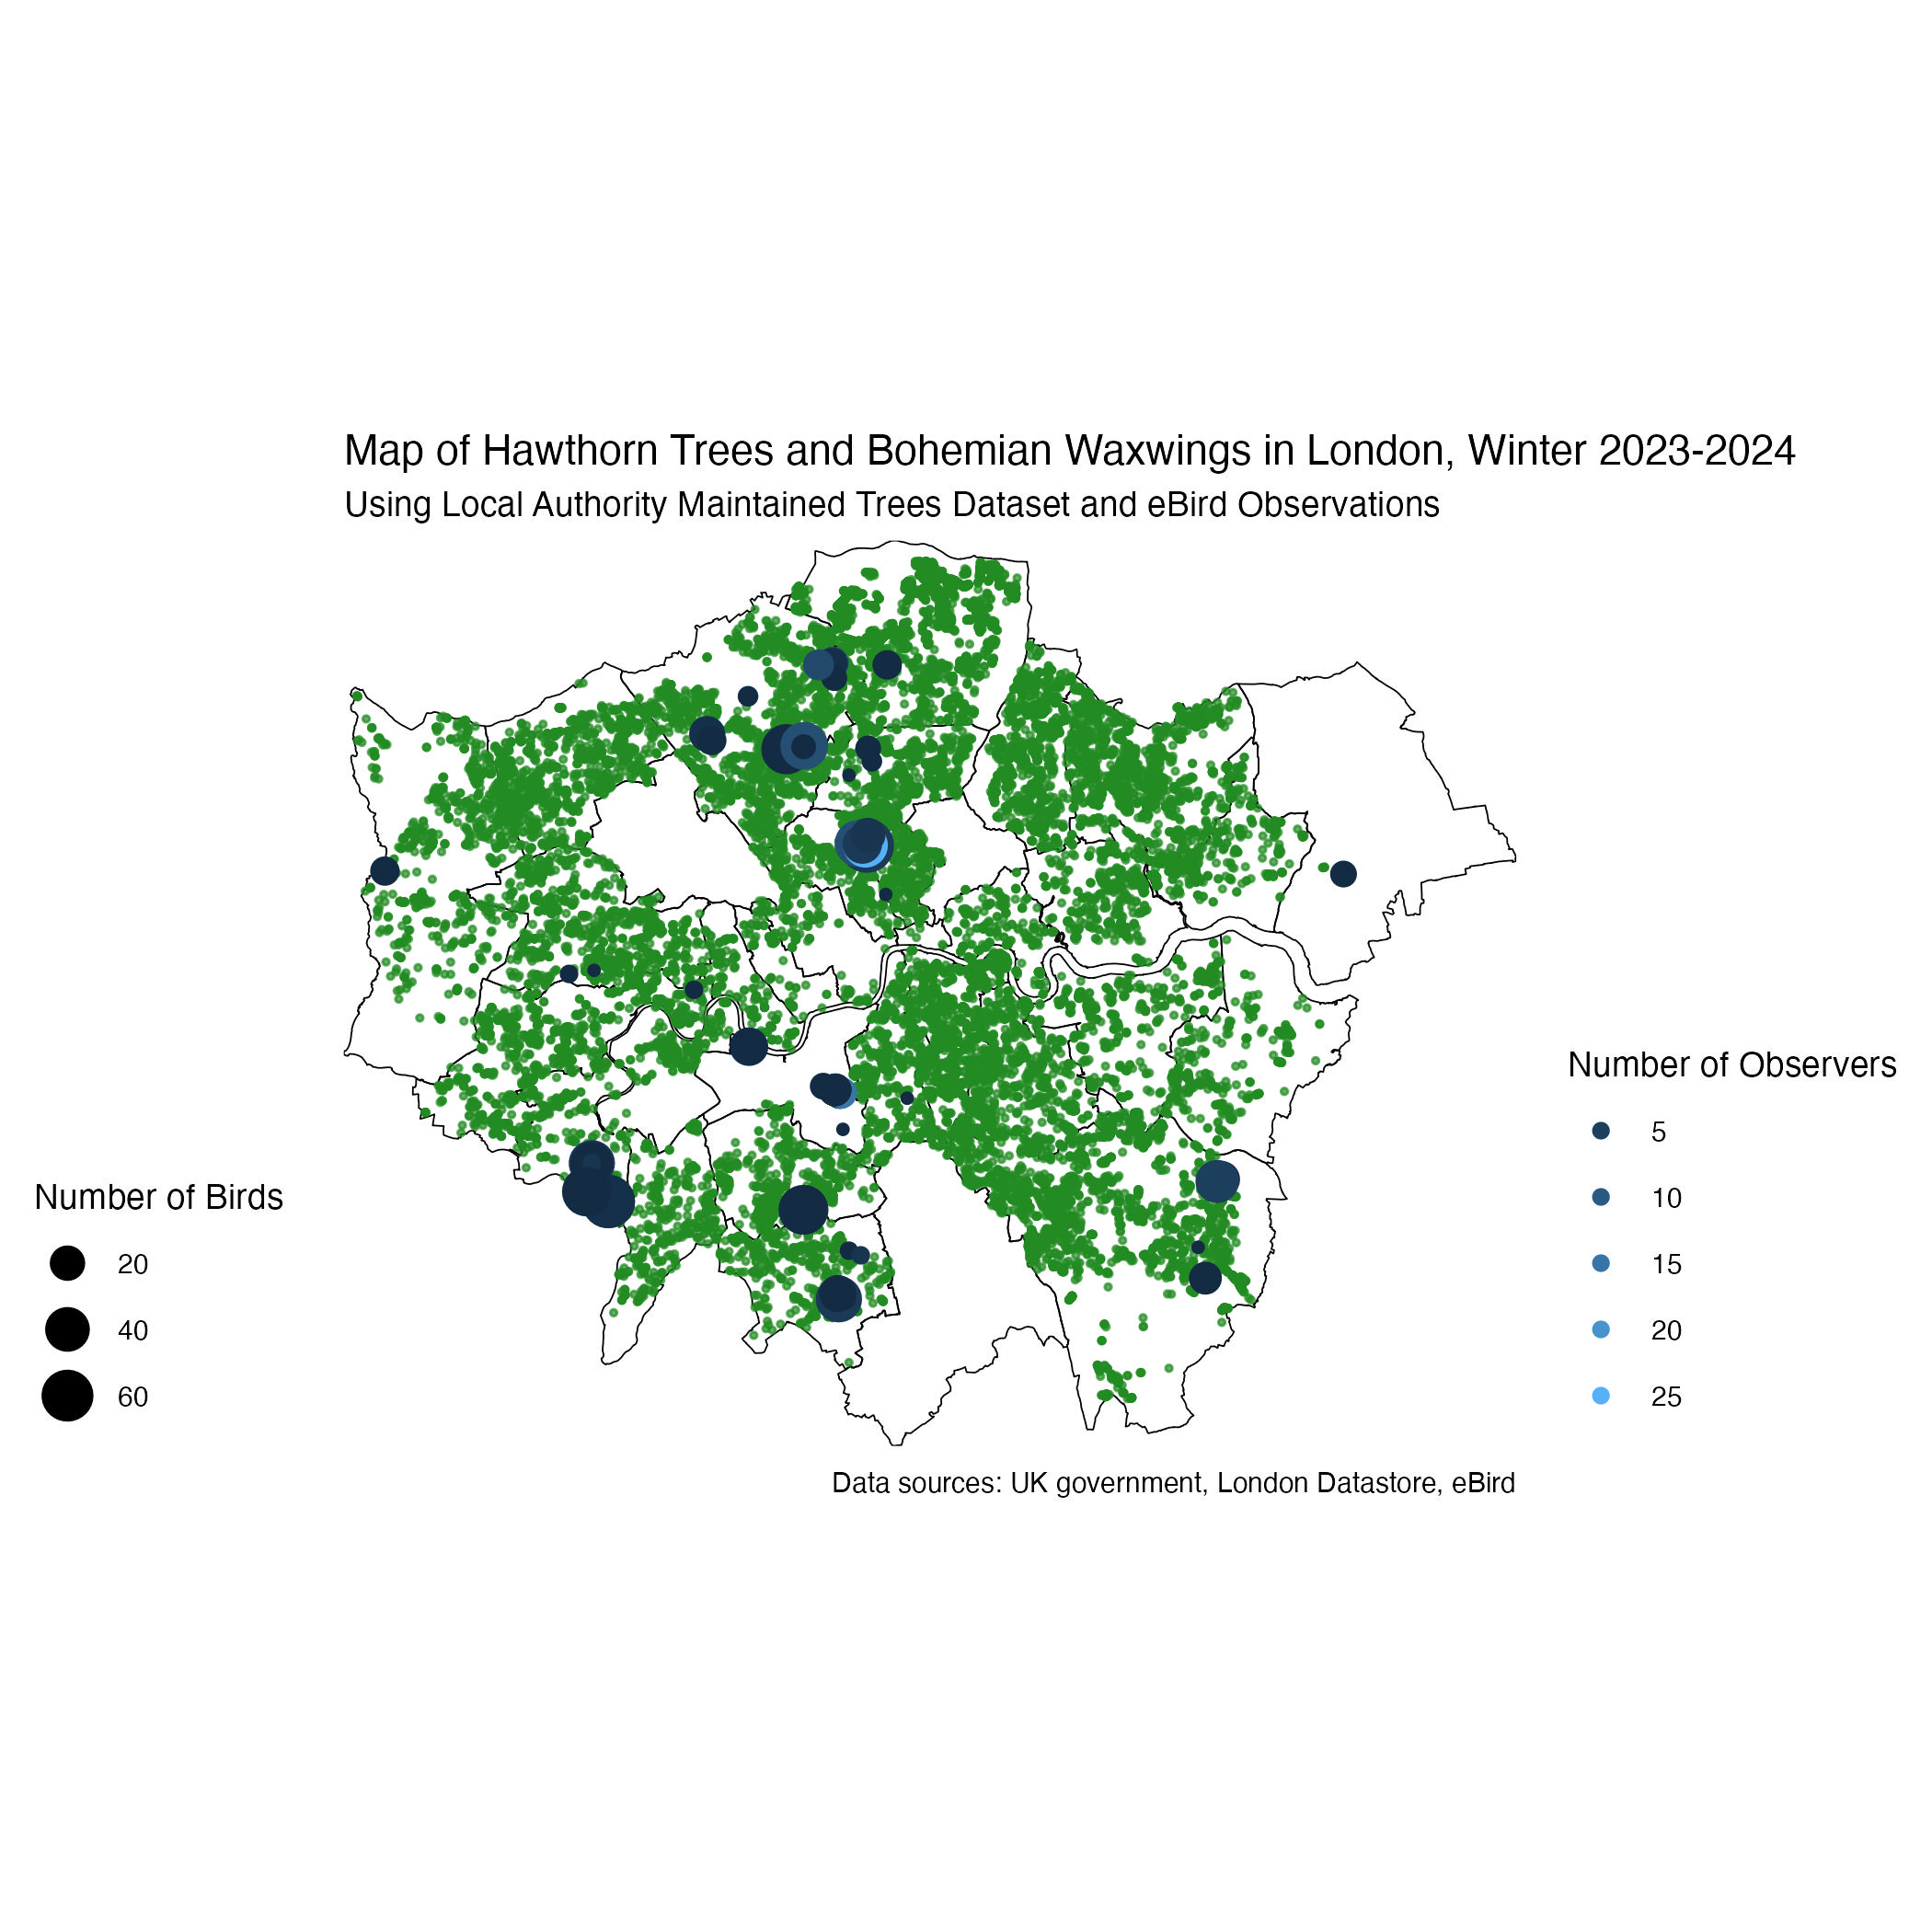 Map of Hawthorn Trees and Bohemian Waxwings in London, Winter 2023-2024
Using Local Authority Maintained Trees Dataset and eBird Observations
Number of Birds
20
40
60
Number of Observers
5
10
15
20
25
Data sources: UK government, London Datastore, eBird